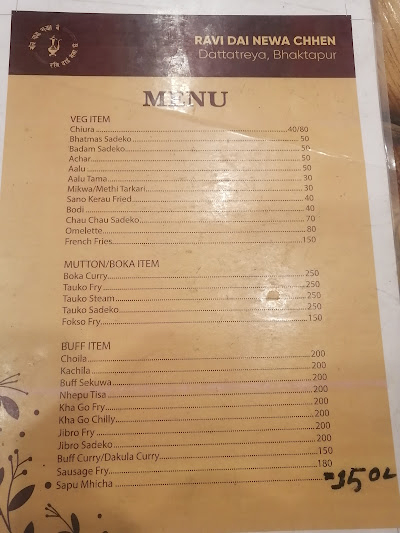 RAVI DAI NEWA CHHEN
Dattatreya, Bhaktapur
MENU
VEG ITEM
Chiura 40/80
Bhatmas Sadeko 50
Badam Sadeko 50
Achar 50
Aalu 50
Aalu Tama 30
Mikwa/Methi Tarkari 30
Sano Kerau Fried 40
Bodi 40
Chau Chau Sadeko 70
Omelette 80
French Fries 150
MUTTON/BOKA ITEM
Boka Curry 250
Tauko Fry 250
Tauko Steam 250
Tauko Sadeko 250
Fokso Fry 150
BUFF ITEM
Choila 200
Kachila 200
Buff Sekuwa 200
Nhepu Tisa 200
Kha Go Fry 200
Kha Go Chilly 200
Jibro Fry 200
Jibro Sadeko 200
Buff Curry/Dakula Curry 150
Sausage Fry 180
Sapu Mhicha =350